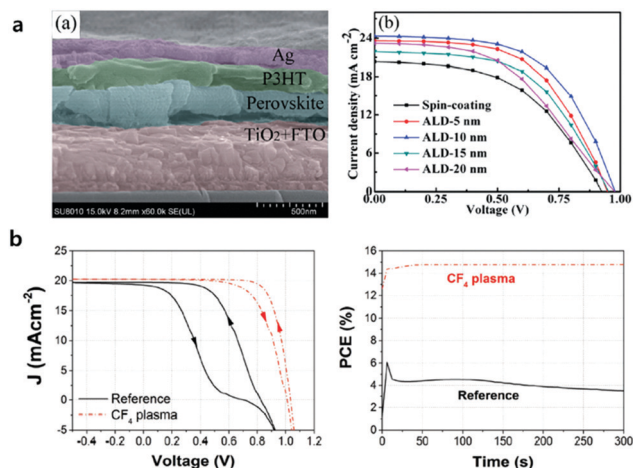 a
(a)
Ag
P3HT
Perovskite
TiO2+FTO
SU8010 15.0kV 8.2mm x60.0k SE(UL)
500nm
(b)
Current density (mA cm-2)
24
18
12
6
0
Spin-coating
ALD-5 nm
ALD-10 nm
ALD-15 nm
ALD-20 nm
0.00 0.25 0.50 0.75 1.00
Voltage (V)
b
J (mAcm-2)
25
20
15
10
5
0
-5
Reference
CF4 plasma
-0.4 -0.2 0.0 0.2 0.4 0.6 0.8 1.0 1.2
Voltage (V)
PCE (%)
16
14
12
10
8
6
4
2
0
CF4 plasma
Reference
0 50 100 150 200 250 300
Time (s)